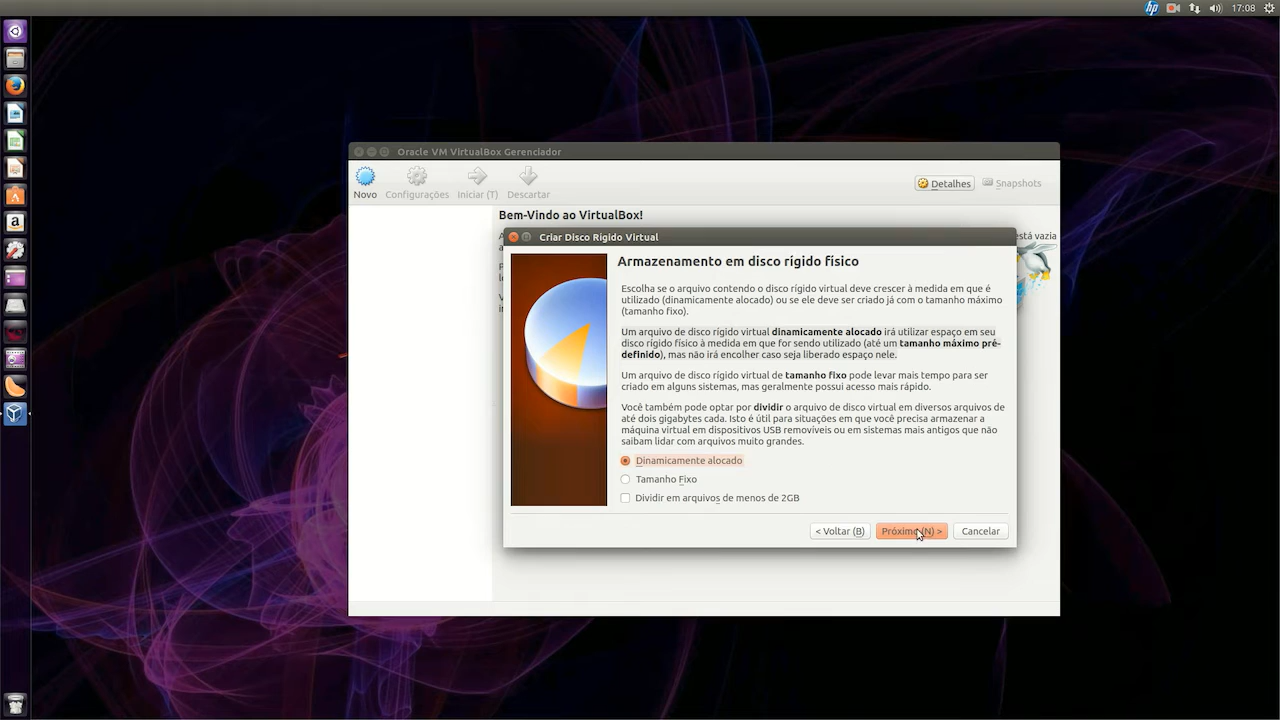 hp
17:08
Oracle VM VirtualBox Gerenciador
Novo
Configurações
Iniciar (T)
Descartar
Detalhes
Snapshots
Bem-Vindo ao VirtualBox!
está vazia
Criar Disco Rígido Virtual
Armazenamento em disco rígido físico
Escolha se o arquivo contendo o disco rígido virtual deve crescer à medida em que é
utilizado (dinamicamente alocado) ou se ele deve ser criado já com o tamanho máximo
(tamanho fixo).
Um arquivo de disco rígido virtual dinamicamente alocado irá utilizar espaço em seu
disco rígido físico à medida em que for sendo utilizado (até um tamanho máximo pré-
definido), mas não irá encolher caso seja liberado espaço nele.
Um arquivo de disco rígido virtual de tamanho fixo pode levar mais tempo para ser
criado em alguns sistemas, mas geralmente possui acesso mais rápido.
Você também pode optar por dividir o arquivo de disco virtual em diversos arquivos de
até dois gigabytes cada. Isto é útil para situações em que você precisa armazenar a
máquina virtual em dispositivos USB removíveis ou em sistemas mais antigos que não
saibam lidar com arquivos muito grandes.
Dinamicamente alocado
Tamanho Fixo
Dividir em arquivos de menos de 2GB
< Voltar (B)
Próximo (N) >
Cancelar